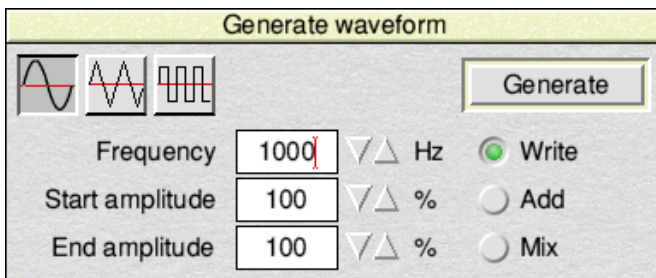 Generate waveform
Generate
Frequency 1000 Hz Write
Start amplitude 100 % Add
End amplitude 100 % Mix